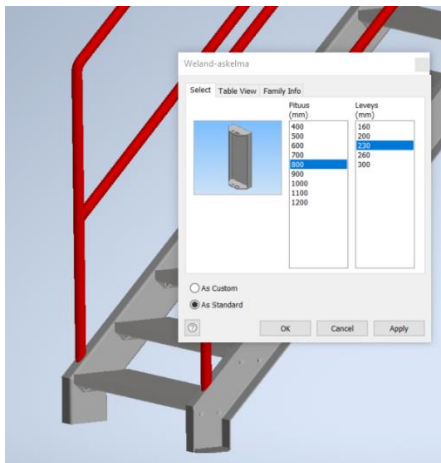 Weland-askelma
Select Table View Family Info
Pituus
(mm)
400
500
600
700
800
900
1000
1100
1200
Leveys
(mm)
160
200
230
260
300
As Custom
As Standard
?
OK Cancel Apply